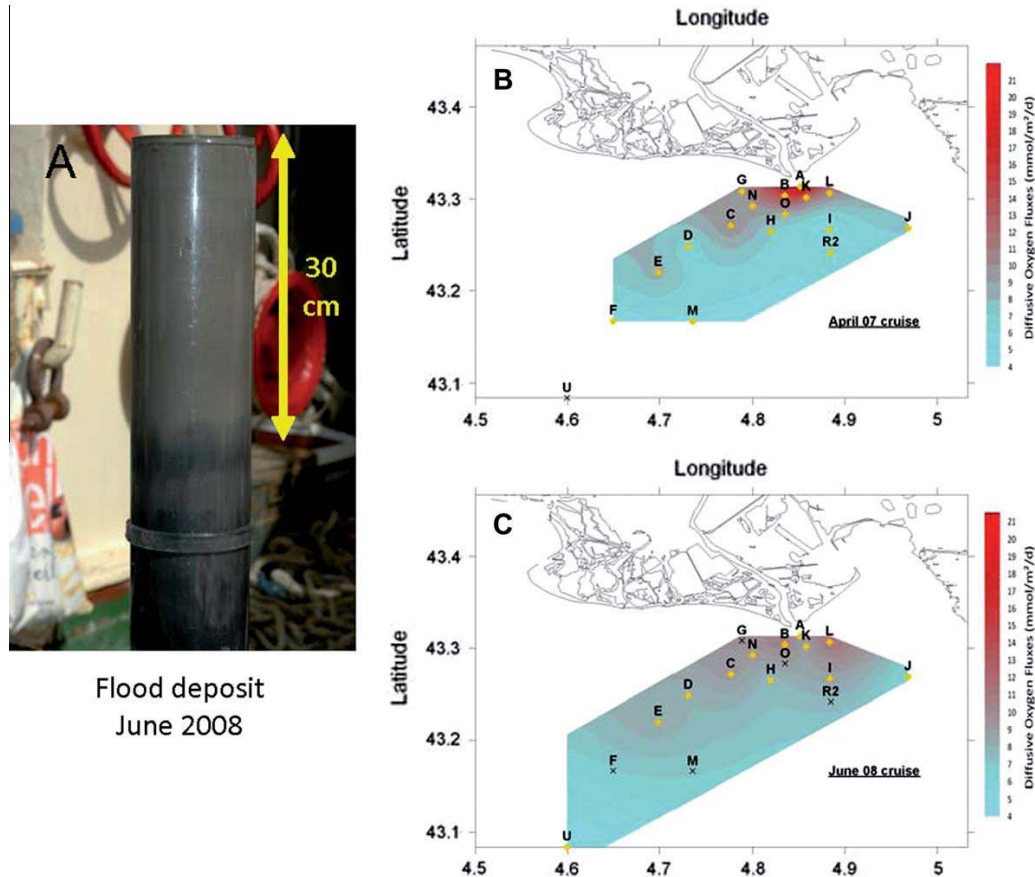 A
30
cm
Flood deposit
June 2008
Longitude
B
43.4
43.3
43.2
43.1
Latitude
A
G
B
K
L
N
O
C
H
I
J
D
R2
E
F
M
U
April 07 cruise
4.5 4.6 4.7 4.8 4.9 5
21
20
19
18
17
16
15
14
13
12
11
10
9
8
7
6
5
4
Diffusive Oxygen Fluxes (mmol/m²/d)
Longitude
C
43.4
43.3
43.2
43.1
Latitude
A
G
B
K
L
N
O
C
H
I
J
D
R2
E
F
M
U
June 08 cruise
4.5 4.6 4.7 4.8 4.9 5
21
20
19
18
17
16
15
14
13
12
11
10
9
8
7
6
5
4
Diffusive Oxygen Fluxes (mmol/m²/d)